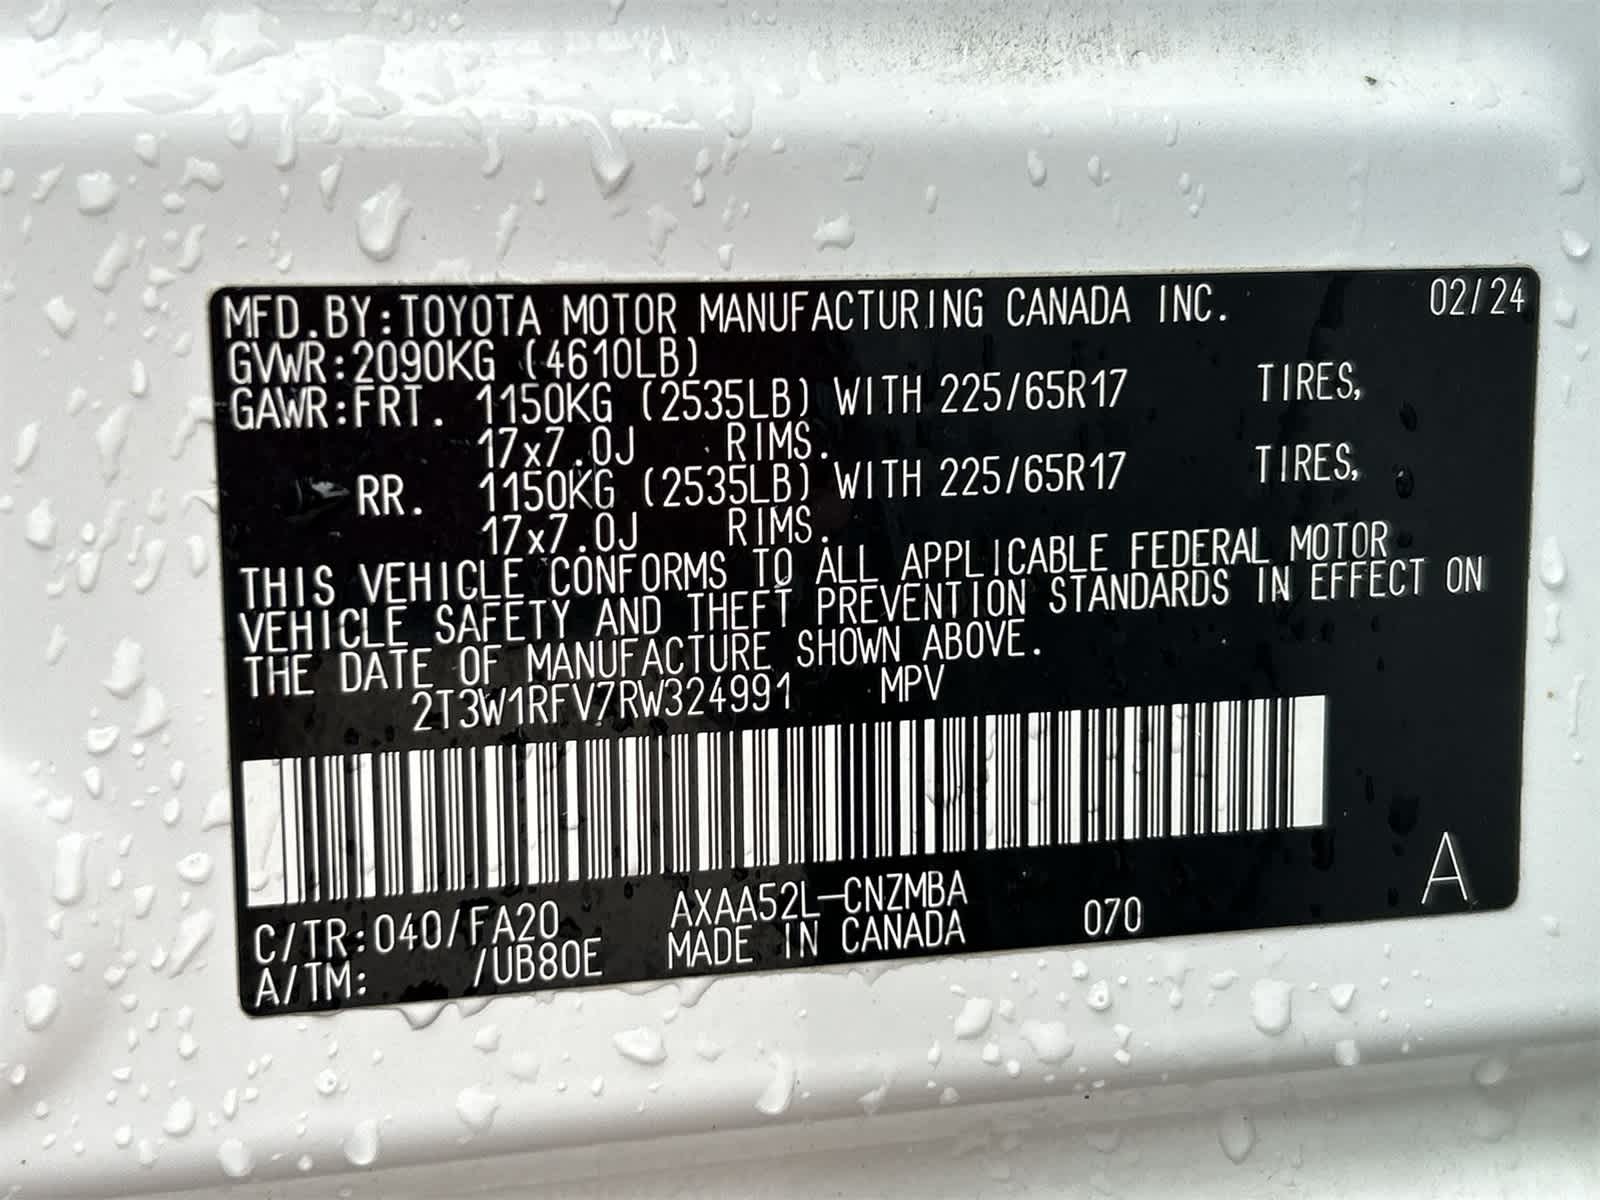 MFD.BY:TOYOTA MOTOR MANUFACTURING CANADA INC. 02/24
GVWR:2090KG (4610LB)
GAWR:FRT. 1150KG (2535LB) WITH 225/65R17 TIRES,
17x7.0J RIMS.
RR. 1150KG (2535LB) WITH 225/65R17 TIRES,
17x7.0J RIMS.
THIS VEHICLE CONFORMS TO ALL APPLICABLE FEDERAL MOTOR
VEHICLE SAFETY AND THEFT PREVENTION STANDARDS IN EFFECT ON
THE DATE OF MANUFACTURE SHOWN ABOVE.
2T3W1RFV7RW324991 MPV
C/TR:040/FA20 AXAA52L-CNZMBA 070 A
A/TM: /UB80E MADE IN CANADA